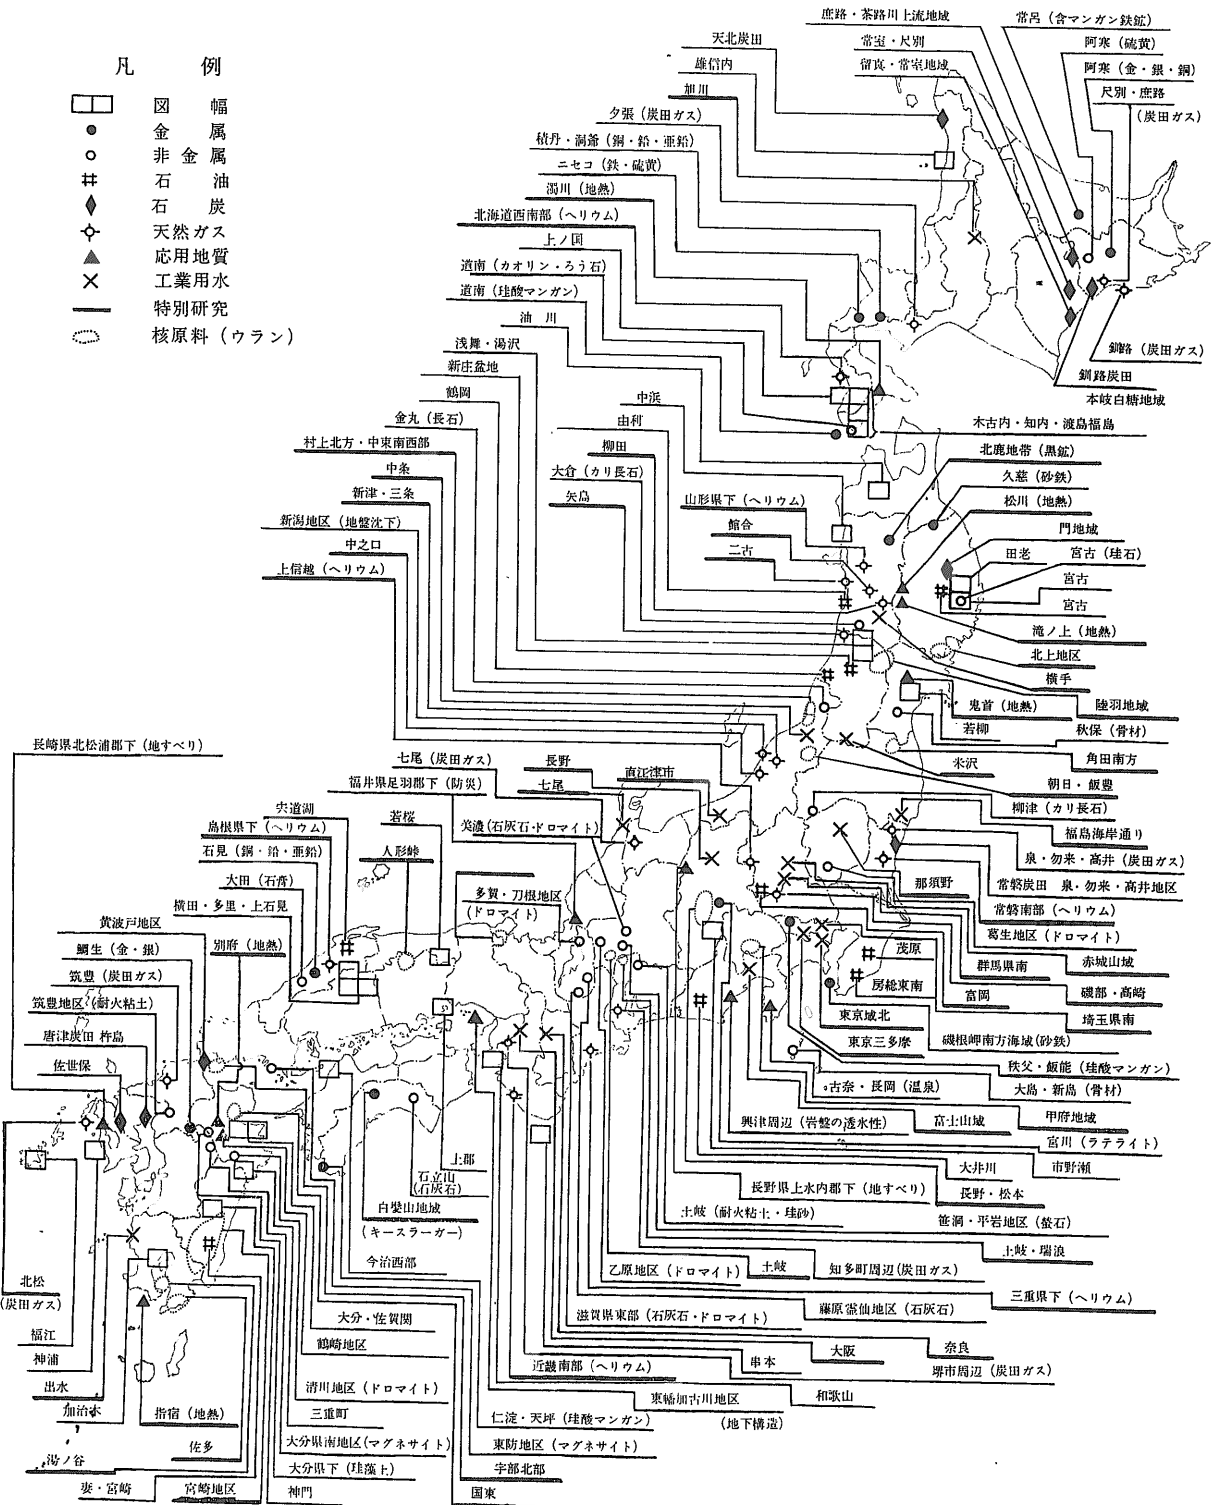 凡例
図幅
金属
非金属
石油
石炭
天然ガス
応用地質
工業用水
特別研究
核原料（ウラン）
庶路・茶路川上流地域
常呂（含マンガン鉄鉱）
天北炭田
常室・尺別
阿寒（硫黄）
雄信内
留真・常室地域
阿寒（金・銀・銅）
旭川
尺別・庶路
（炭田ガス）
夕張（炭田ガス）
積丹・洞爺（銅・鉛・亜鉛）
ニセコ（鉄・硫黄）
濁川（地熱）
北海道西南部（ヘリウム）
上ノ国
道南（カオリン・ろう石）
道南（珪酸マンガン）
油川
浅舞・湯沢
新庄盆地
鶴岡
金丸（長石）
村上北方・中東南西部
中条
新津・三条
新潟地区（地盤沈下）
中之口
上信越（ヘリウム）
中浜
由利
柳田
大倉（カリ長石）
矢島
山形県下（ヘリウム）
館合
二古
釧路（炭田ガス）
釧路炭田
本岐白糖地域
木古内・知内・渡島福島
北鹿地帯（黒鉱）
久慈（砂鉄）
松川（地熱）
門地域
田老
宮古（珪石）
宮古
宮古
滝ノ上（地熱）
北上地区
横手
鬼首（地熱）
陸羽地域
若柳
秋保（骨材）
米沢
角田南方
朝日・飯豊
柳津（カリ長石）
福島海岸通り
泉・勿来・高井（炭田ガス）
那須野
常磐炭田 泉・勿来・高井地区
常磐南部（ヘリウム）
葛生地区（ドロマイト）
茂原
群馬県南
赤城山域
房総東南
富岡
磯部・高崎
東京城北
埼玉県南
東京三多摩
磯根岬南方海域（砂鉄）
秩父・飯能（珪酸マンガン）
古奈・長岡（温泉）
大島・新島（骨材）
興津周辺（岩盤の透水性）
富士山域
甲府地域
宮川（ラテライト）
大井川
市野瀬
長野県上水内郡下（地すべり）
長野・松本
土岐（耐火粘土・珪砂）
笹洞・平岩地区（蛍石）
土岐・瑞浪
乙原地区（ドロマイト）
土岐
知多町周辺（炭田ガス）
三重県下（ヘリウム）
滋賀県東部（石灰石・ドロマイト）
藤原霊仙地区（石灰石）
大阪
奈良
近畿南部（ヘリウム）
串本
堺市周辺（炭田ガス）
東幡加古川地区
（地下構造）
和歌山
長崎県北松浦郡下（地すべり）
七尾（炭田ガス）
長野
直江津市
福井県足羽郡下（防災）
七尾
宍道湖
若桜
美濃（石灰石・ドロマイト）
島根県下（ヘリウム）
石見（銅・鉛・亜鉛）
人形峠
大田（石膏）
多賀・刀根地区
（ドロマイト）
横田・多里・上石見
黄波戸地区
別府（地熱）
鯛生（金・銀）
筑豊（炭田ガス）
筑豊地区（耐火粘土）
唐津炭田 杵島
佐世保
上郡
石立山
（石灰石）
白髪山地域
（キースラーガー）
今治西部
大分・佐賀関
鶴崎地区
清川地区（ドロマイト）
三重町
大分県南地区（マグネサイト）
大分県下（珪藻土）
神門
仁淀・天坪（珪酸マンガン）
東防地区（マグネサイト）
宇部北部
国東
北松
（炭田ガス）
福江
神浦
出水
加治木
指宿（地熱）
佐多
湯ノ谷
妻・宮崎
宮崎地区